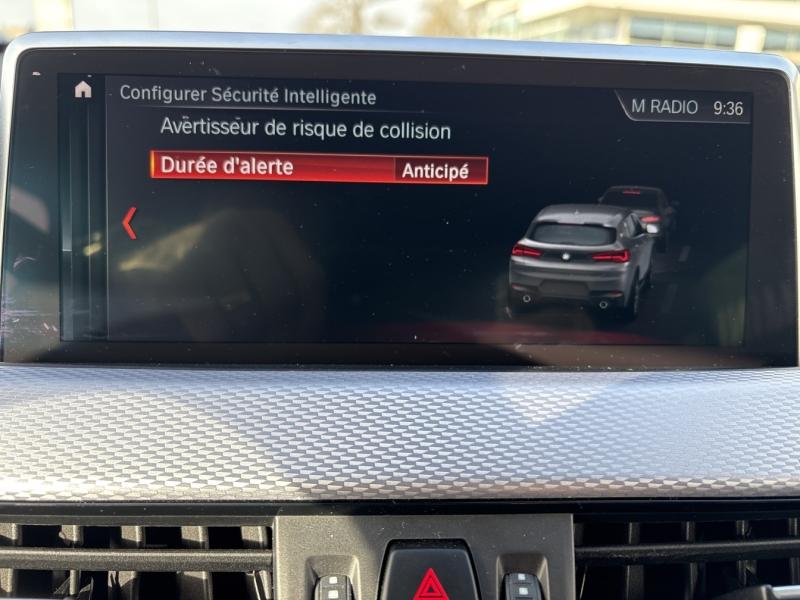 Configurer Sécurité Intelligente
M RADIO 9:36
Avertisseur de risque de collision
Durée d'alerte Anticipé